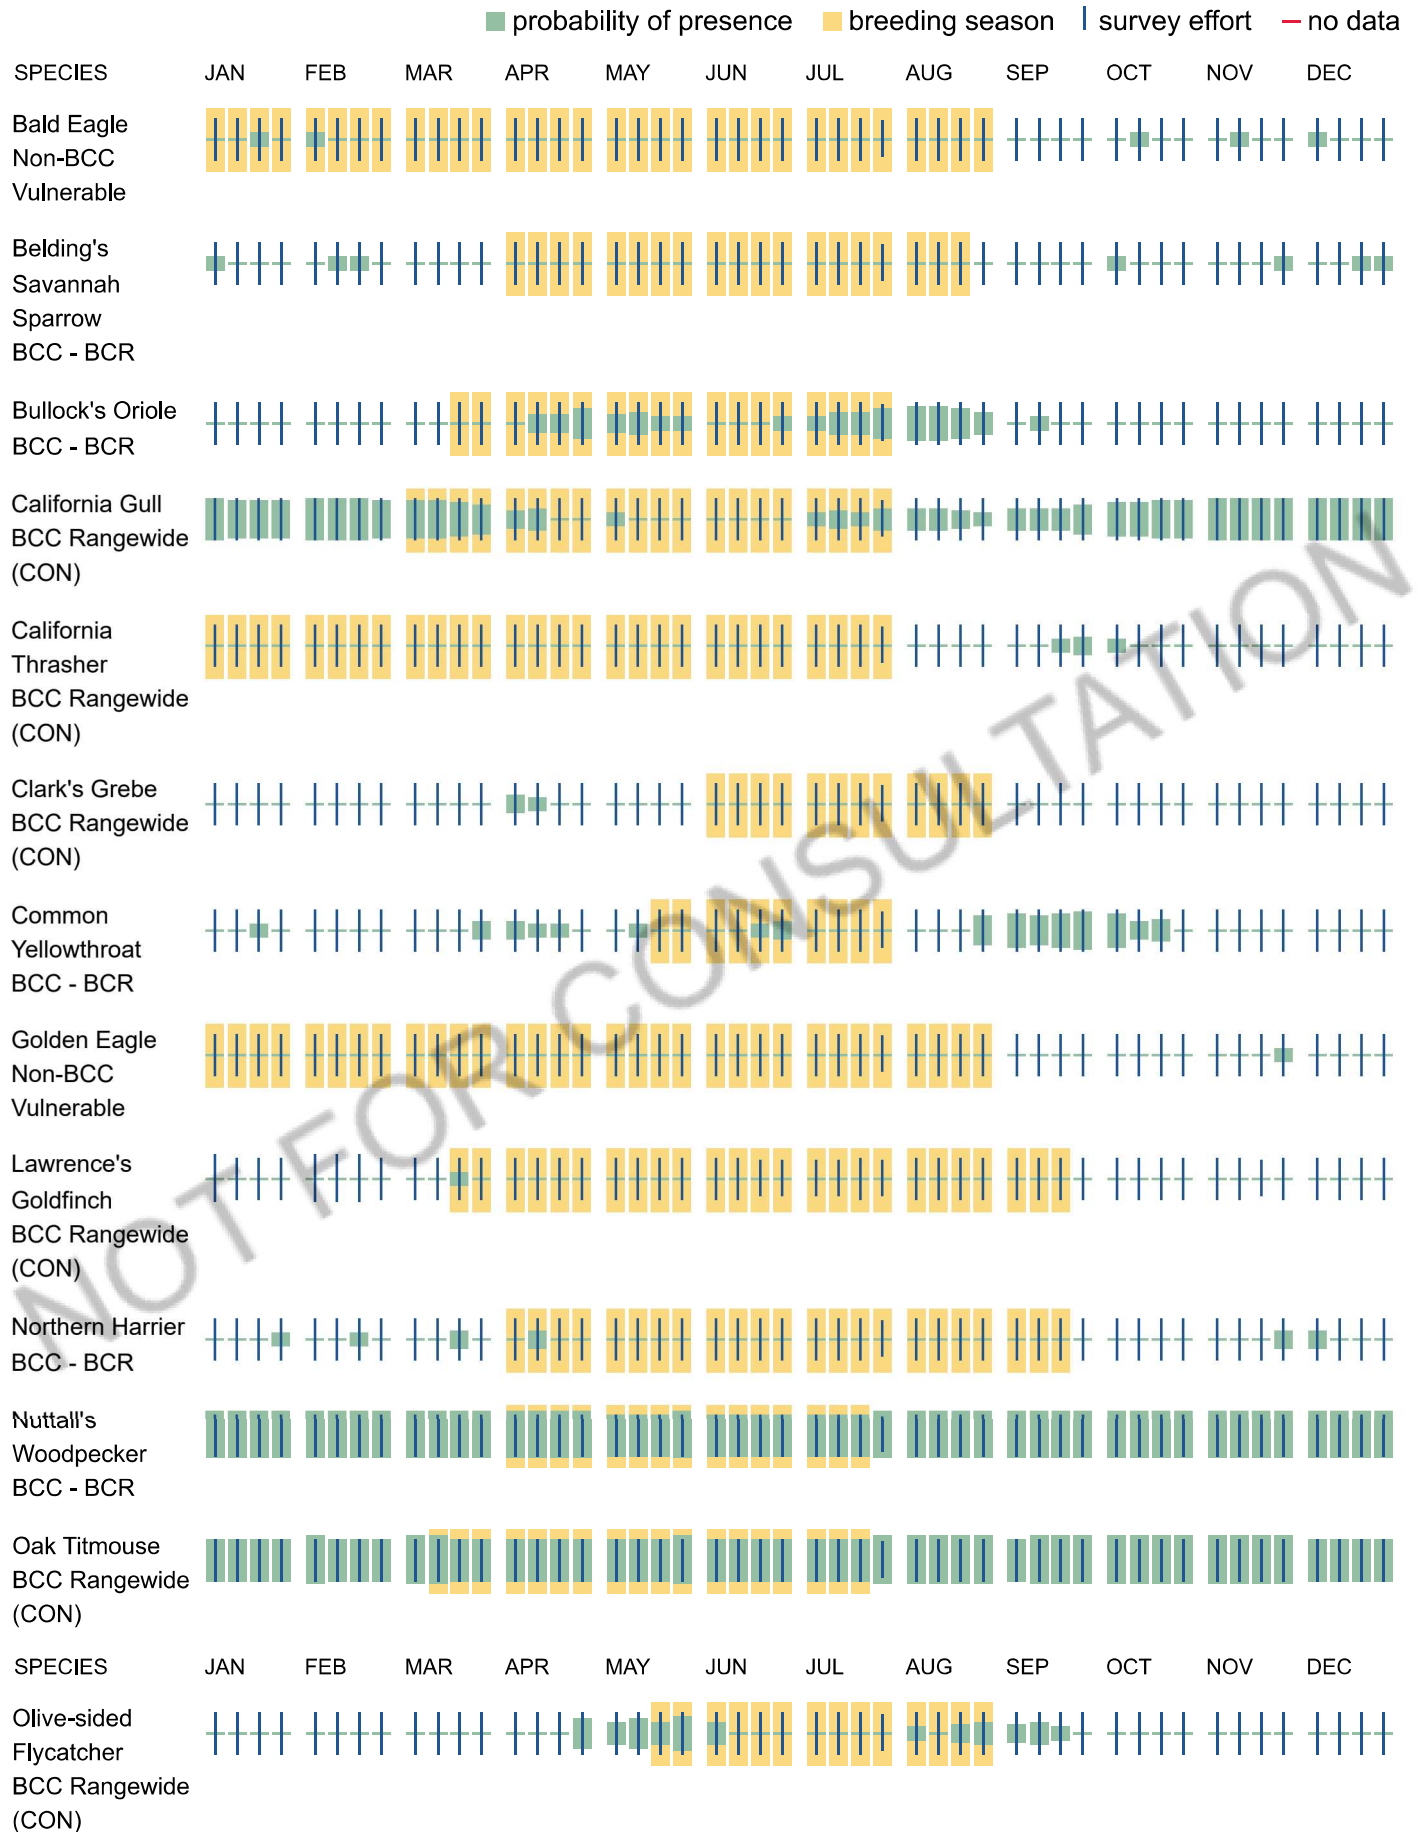 probability of presence breeding season survey effort no data
SPECIES JAN FEB MAR APR MAY JUN JUL AUG SEP OCT NOV DEC
Bald Eagle
Non-BCC
Vulnerable
Belding's
Savannah
Sparrow
BCC - BCR
Bullock's Oriole
BCC - BCR
California Gull
BCC Rangewide
(CON)
California
Thrasher
BCC Rangewide
(CON)
Clark's Grebe
BCC Rangewide
(CON)
Common
Yellowthroat
BCC - BCR
Golden Eagle
Non-BCC
Vulnerable
Lawrence's
Goldfinch
BCC Rangewide
(CON)
Northern Harrier
BCC - BCR
Nuttall's
Woodpecker
BCC - BCR
Oak Titmouse
BCC Rangewide
(CON)
SPECIES JAN FEB MAR APR MAY JUN JUL AUG SEP OCT NOV DEC
Olive-sided
Flycatcher
BCC Rangewide
(CON)
NOT FOR CONSULTATION